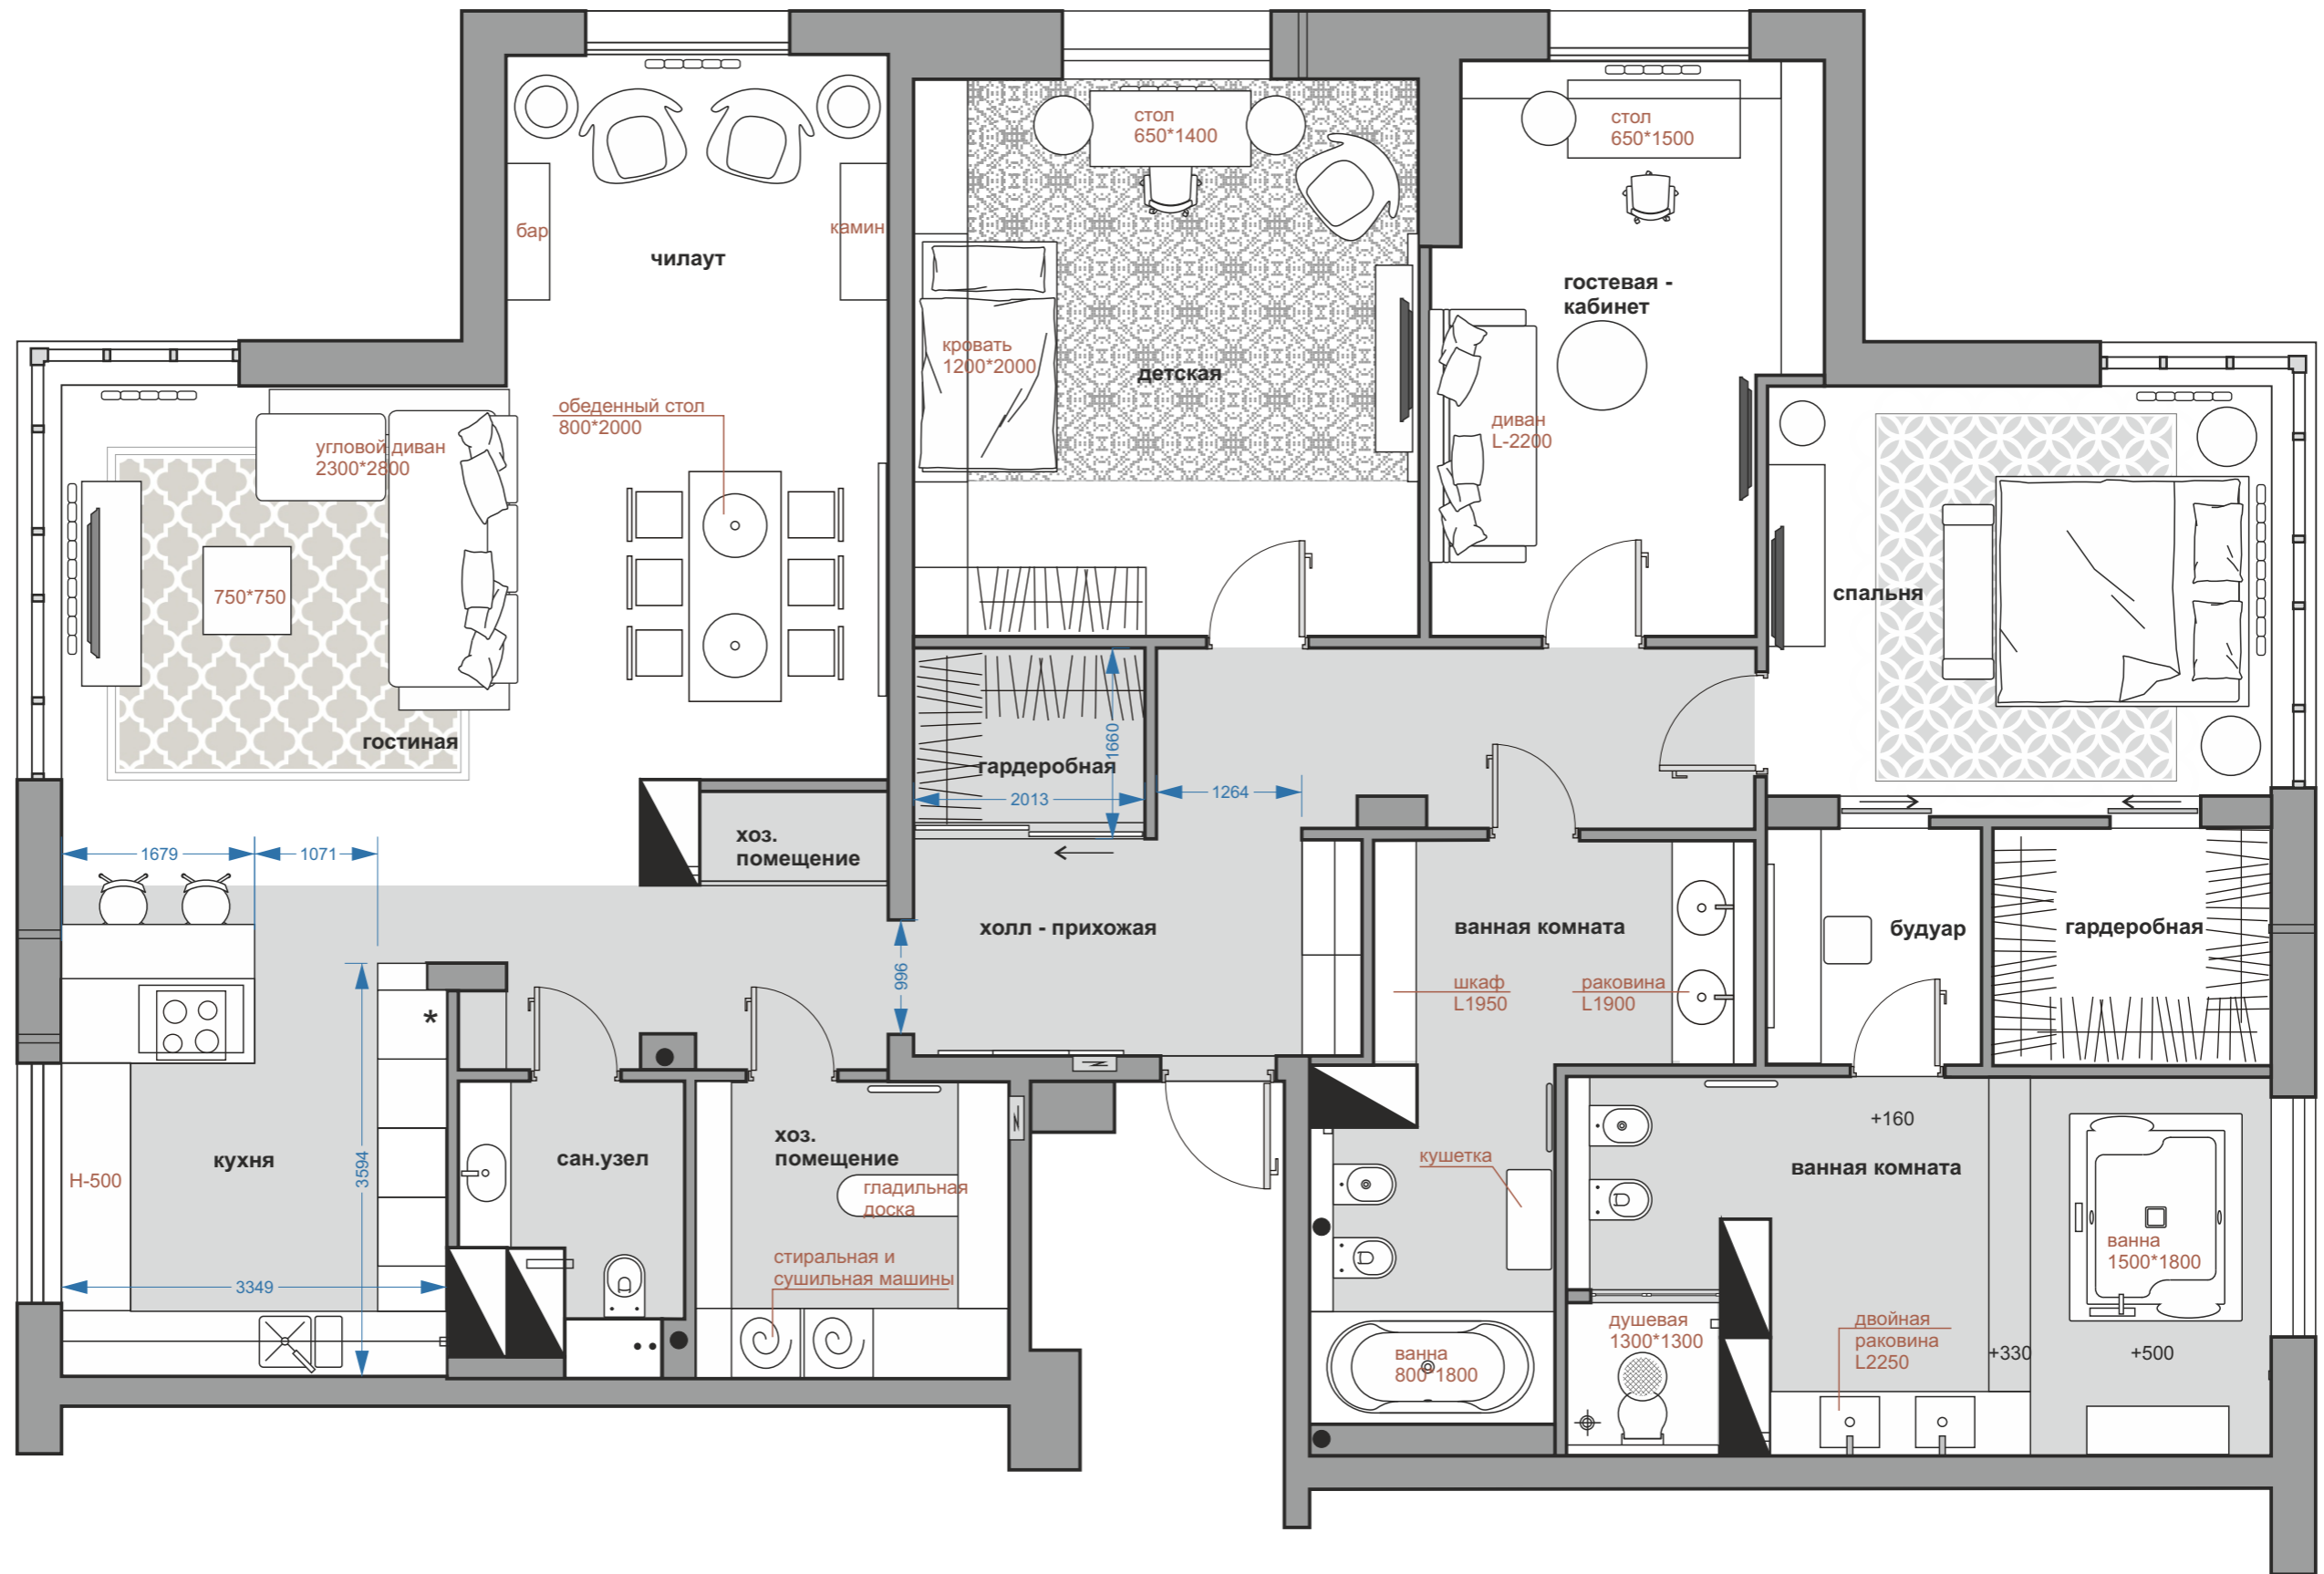 стол
650*1400
стол
650*1500
бар
камин
чилаут
гостевая -
кабинет
кровать
1200*2000
детская
обеденный стол
800*2000
угловой диван
2300*2800
диван
L-2200
750*750
спальня
гостиная
1660
гардеробная
2013
1264
хоз.
помещение
1679
1071
холл - прихожая
ванная комната
будуар
гардеробная
996
шкаф
L1950
раковина
L1900
*
кухня
3594
H-500
сан.узел
хоз.
помещение
гладильная
доска
кушетка
+160
ванная комната
стиральная и
сушильная машины
3349
ванна
1500*1800
душевая
1300*1300
двойная
раковина
L2250
+330
+500
ванна
800*1800